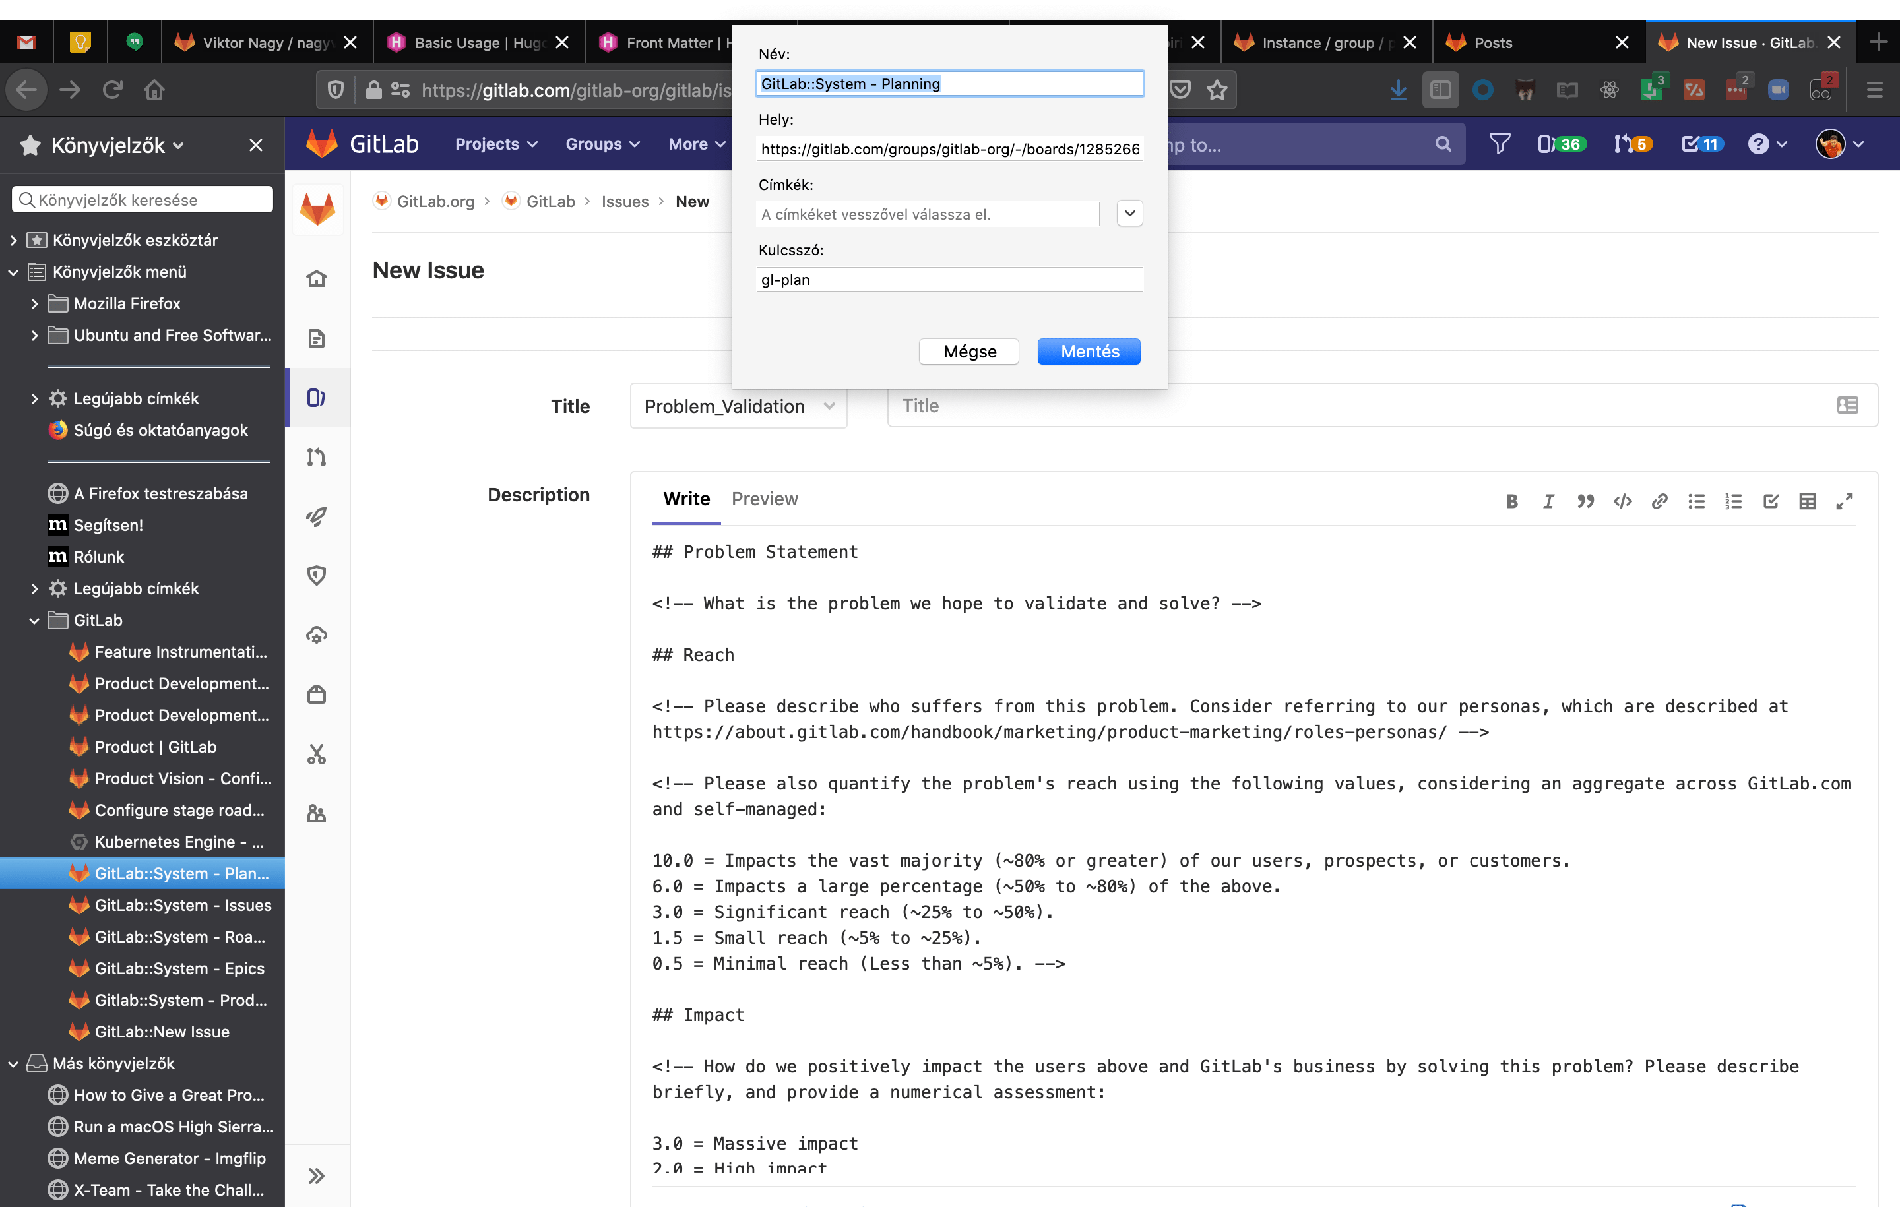 Viktor Nagy / nagyv
Basic Usage | Hugo
Front Matter | H
Instance / group / p
Posts
New Issue · GitLab.
https://gitlab.com/gitlab-org/gitlab/is
3
2
2
Név:
GitLab::System - Planning
Hely:
https://gitlab.com/groups/gitlab-org/-/boards/1285266
Címkék:
A címkéket vesszővel válassza el.
Kulcsszó:
gl-plan
Mégse
Mentés
Könyvjelzők
Könyvjelzők keresése
Könyvjelzők eszköztár
Könyvjelzők menü
Mozilla Firefox
Ubuntu and Free Softwar...
Legújabb címkék
Súgó és oktatóanyagok
A Firefox testreszabása
m Segítsen!
m Rólunk
Legújabb címkék
GitLab
Feature Instrumentati...
Product Development...
Product Development...
Product | GitLab
Product Vision - Confi...
Configure stage road...
Kubernetes Engine - ...
GitLab::System - Plan...
GitLab::System - Issues
GitLab::System - Roa...
GitLab::System - Epics
Gitlab::System - Prod...
GitLab::New Issue
Más könyvjelzők
How to Give a Great Pro...
Run a macOS High Sierra...
Meme Generator - Imgflip
X-Team - Take the Chall...
GitLab
Projects
Groups
More
mp to...
36
5
11
GitLab.org > GitLab > Issues > New
New Issue
Title
Problem_Validation
Title
Description
Write
Preview
## Problem Statement
<!-- What is the problem we hope to validate and solve? -->
## Reach
<!-- Please describe who suffers from this problem. Consider referring to our personas, which are described at
https://about.gitlab.com/handbook/marketing/product-marketing/roles-personas/ -->
<!-- Please also quantify the problem's reach using the following values, considering an aggregate across GitLab.com
and self-managed:
10.0 = Impacts the vast majority (~80% or greater) of our users, prospects, or customers.
6.0 = Impacts a large percentage (~50% to ~80%) of the above.
3.0 = Significant reach (~25% to ~50%).
1.5 = Small reach (~5% to ~25%).
0.5 = Minimal reach (Less than ~5%). -->
## Impact
<!-- How do we positively impact the users above and GitLab's business by solving this problem? Please describe
briefly, and provide a numerical assessment:
3.0 = Massive impact
2.0 = High impact